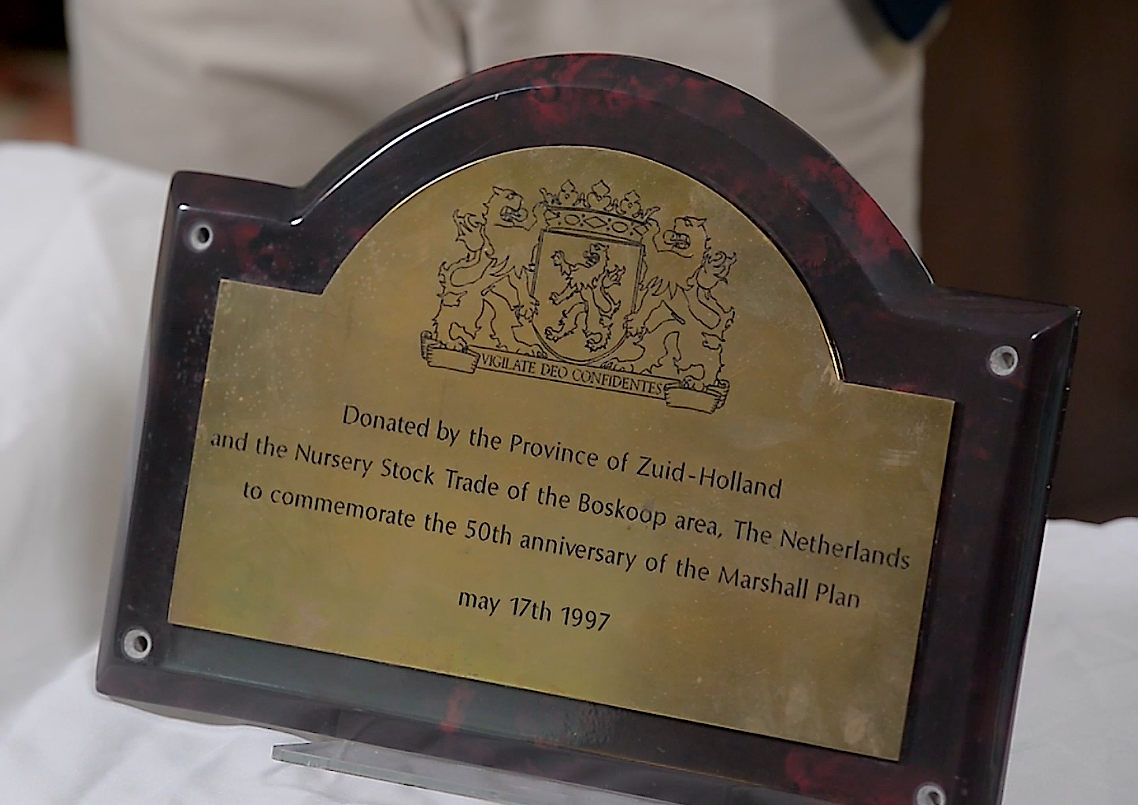 VIGILATE DEO CONFIDENTES
Donated by the Province of Zuid-Holland
and the Nursery Stock Trade of the Boskoop area, The Netherlands
to commemorate the 50th anniversary of the Marshall Plan
may 17th 1997